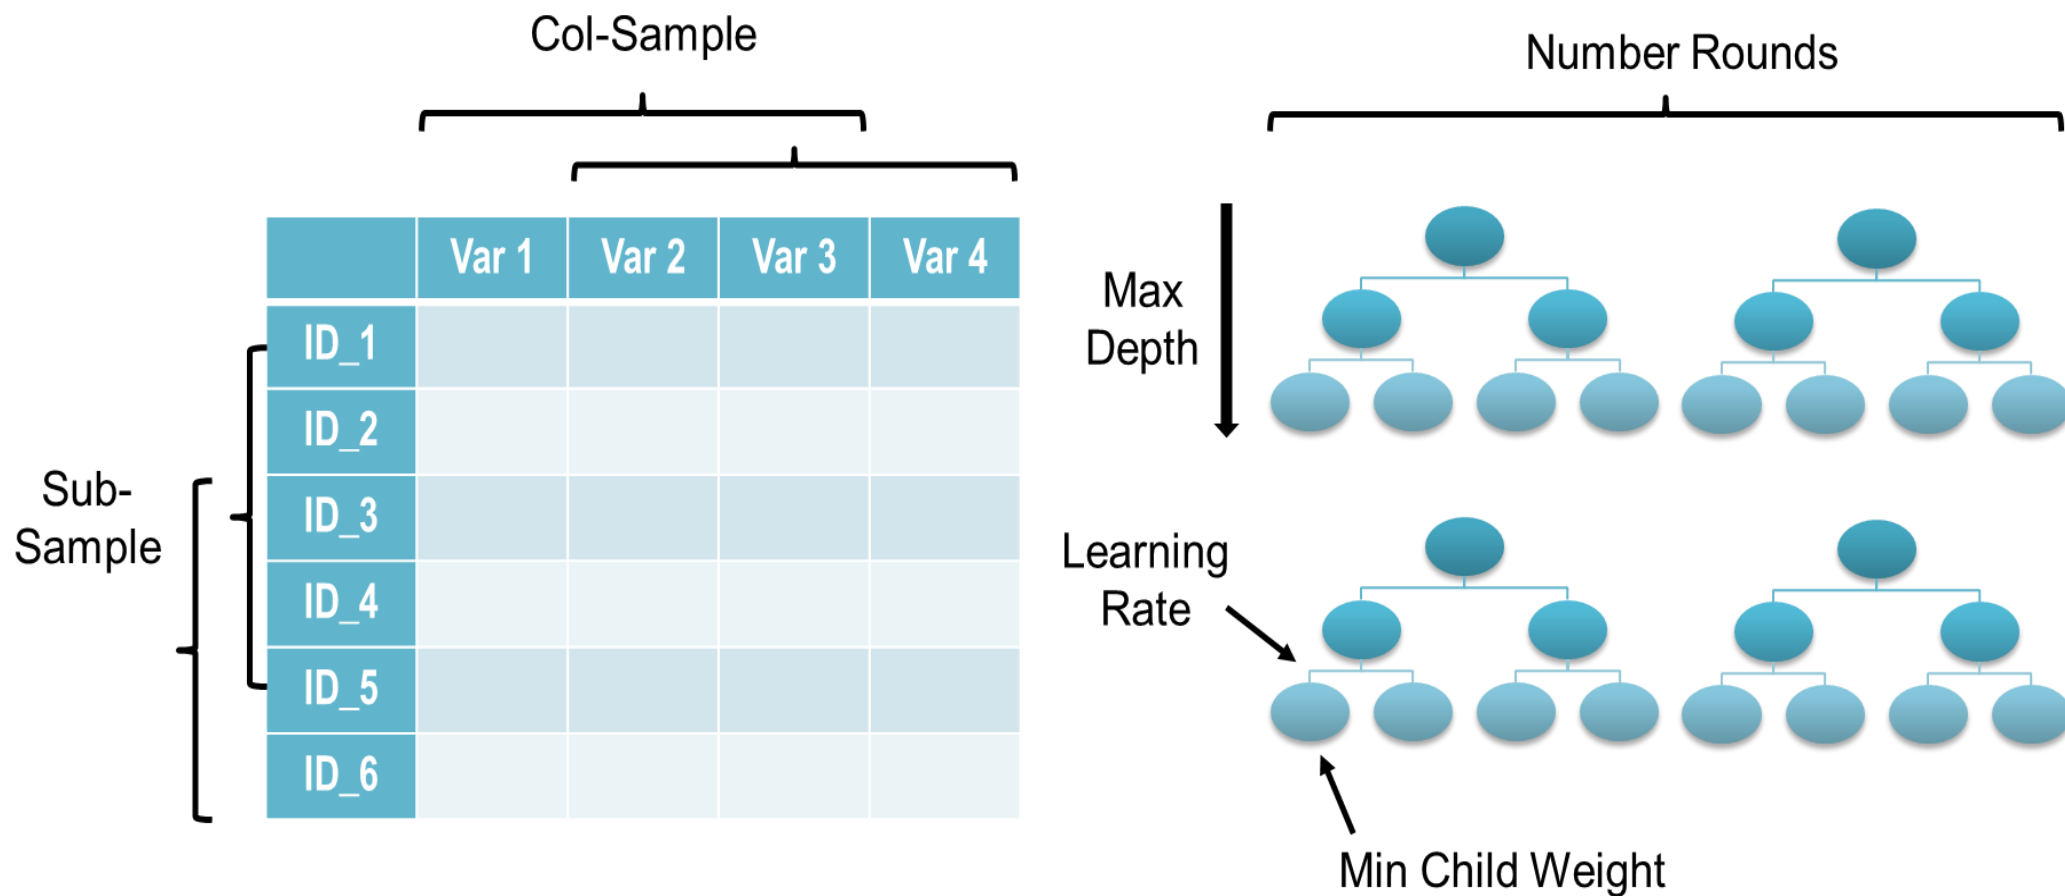 Col-Sample
Number Rounds
Var 1 Var 2 Var 3 Var 4
ID_1
ID_2
ID_3
ID_4
ID_5
ID_6
Sub-
Sample
Max
Depth
Learning
Rate
Min Child Weight